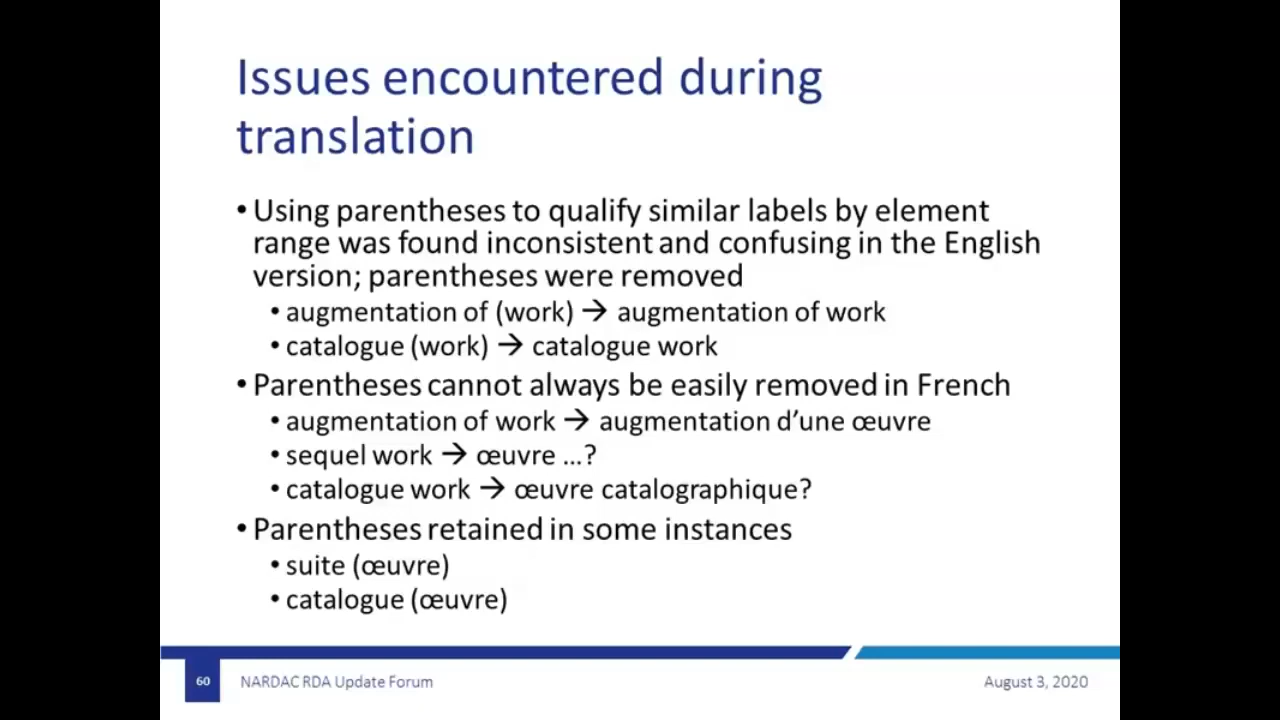 Issues encountered during
translation
• Using parentheses to qualify similar labels by element
range was found inconsistent and confusing in the English
version; parentheses were removed
• augmentation of (work) → augmentation of work
• catalogue (work) → catalogue work
• Parentheses cannot always be easily removed in French
• augmentation of work → augmentation d’une œuvre
• sequel work → œuvre …?
• catalogue work → œuvre catalographique?
• Parentheses retained in some instances
• suite (œuvre)
• catalogue (œuvre)
60 NARDAC RDA Update Forum August 3, 2020